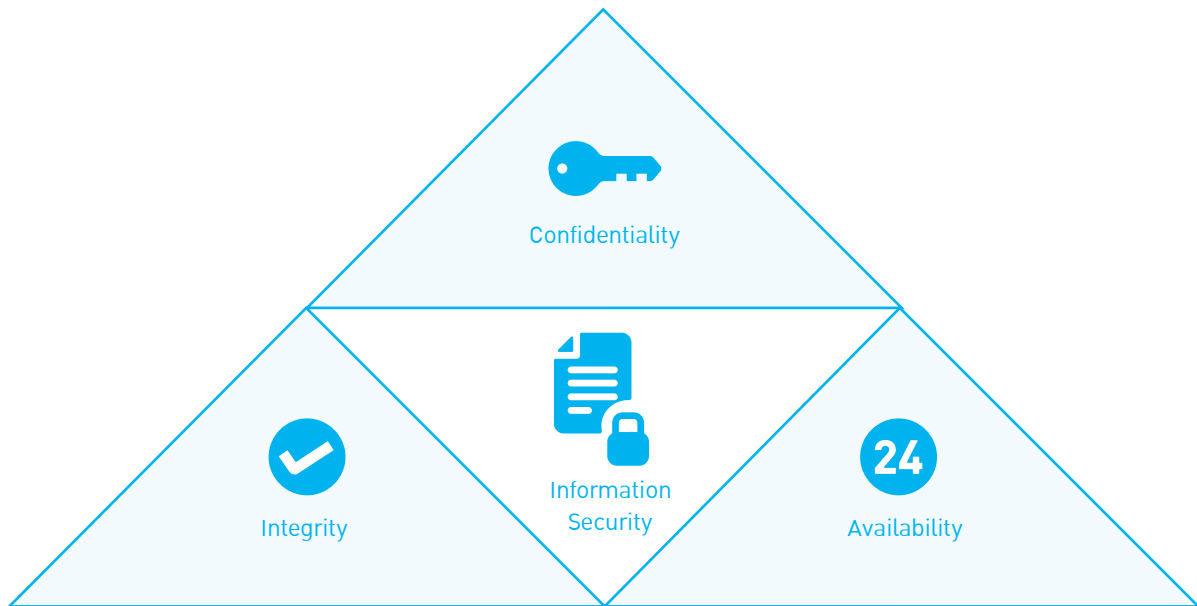 Confidentiality
Information
Security
Integrity
24
Availability